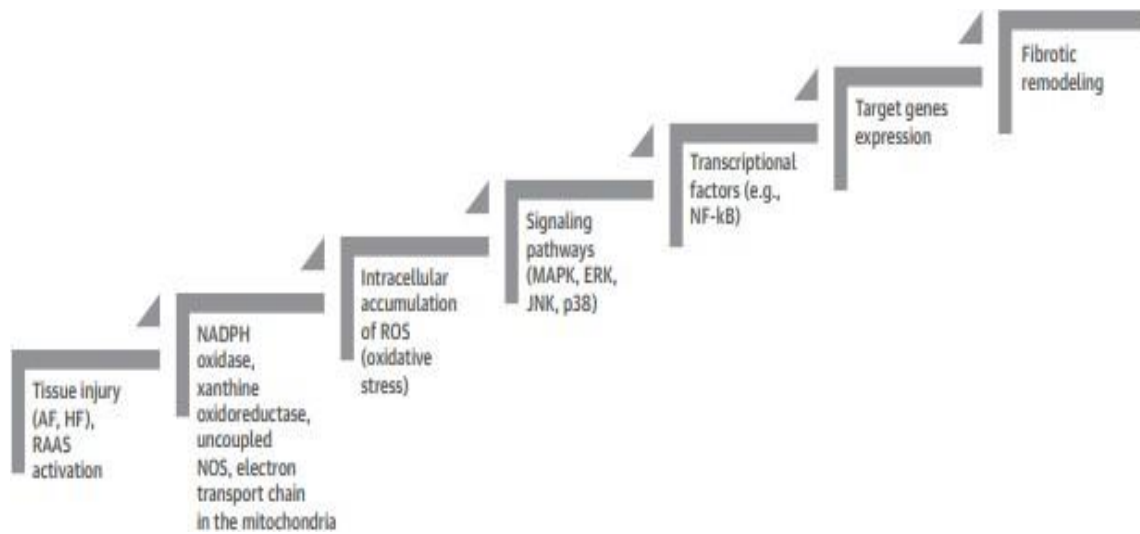 Tissue injury
(AF, HF),
RAAS
activation
NADPH
oxidase,
xanthine
oxidoreductase,
uncoupled
NOS, electron
transport chain
in the mitochondria
Intracellular
accumulation
of ROS
(oxidative
stress)
Signaling
pathways
(MAPK, ERK,
JNK, p38)
Transcriptional
factors (e.g.,
NF-kB)
Target genes
expression
Fibrotic
remodeling